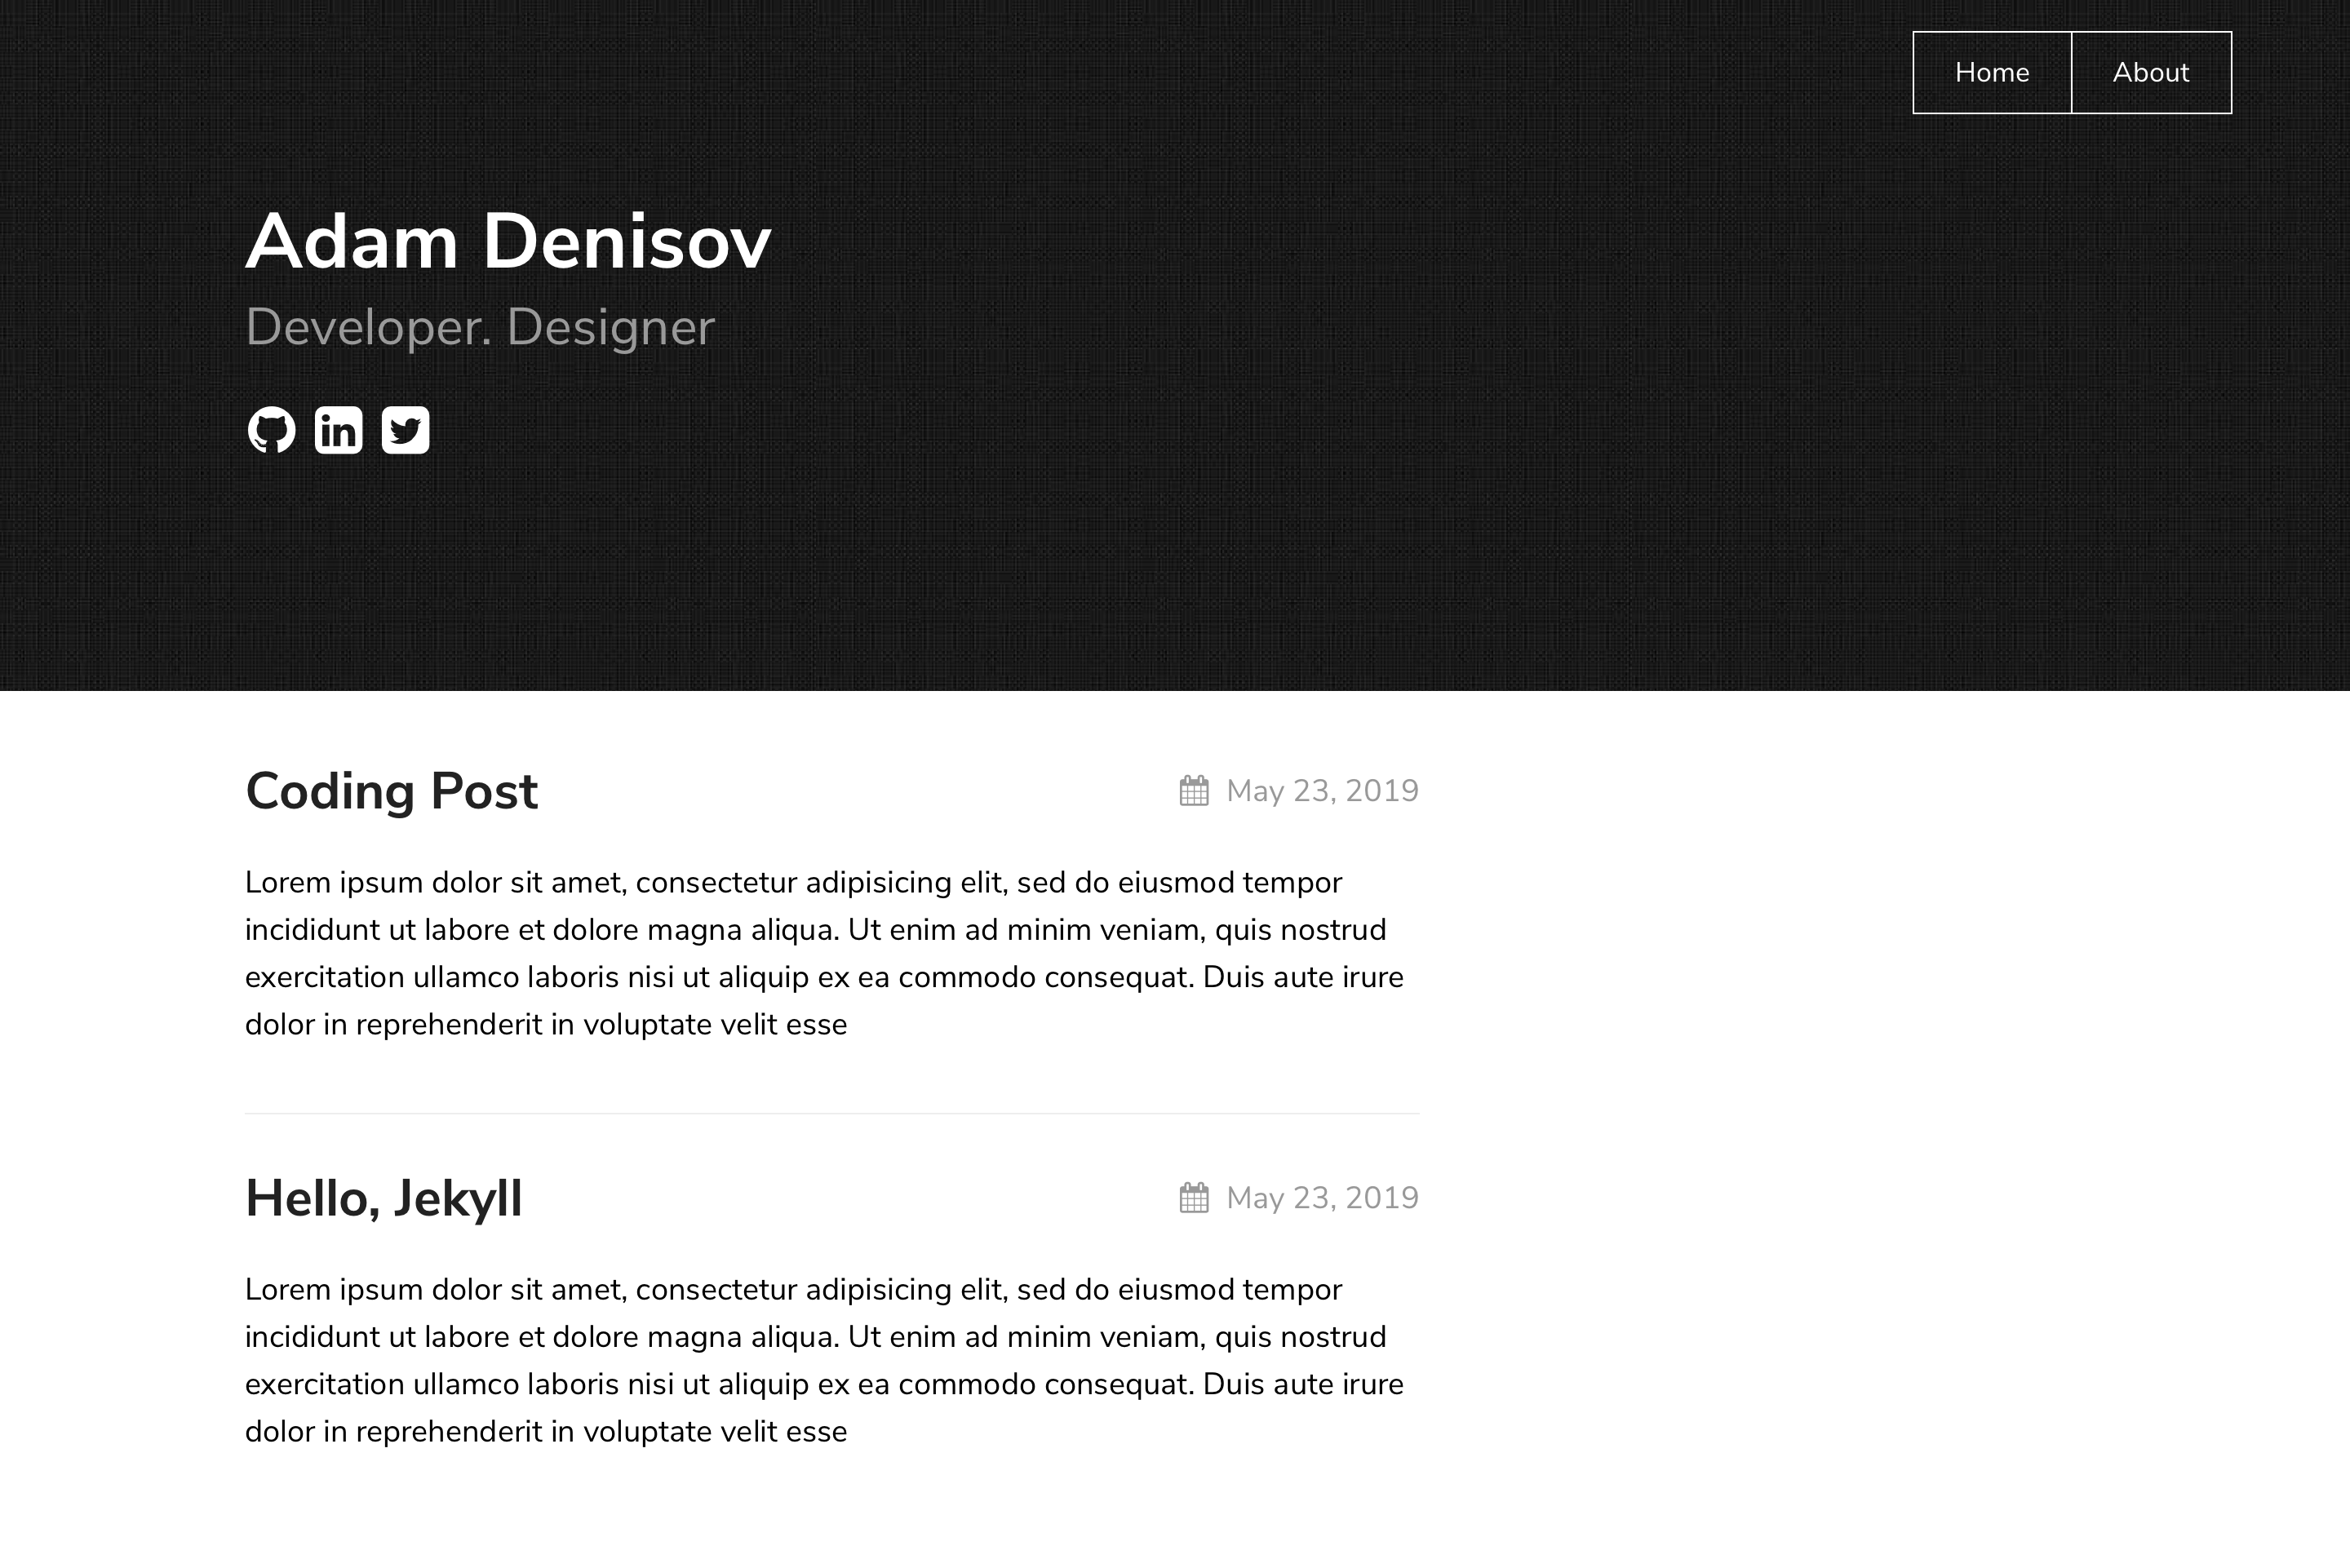 Home About
Adam Denisov
Developer. Designer
in
Coding Post May 23, 2019
Lorem ipsum dolor sit amet, consectetur adipisicing elit, sed do eiusmod tempor
incididunt ut labore et dolore magna aliqua. Ut enim ad minim veniam, quis nostrud
exercitation ullamco laboris nisi ut aliquip ex ea commodo consequat. Duis aute irure
dolor in reprehenderit in voluptate velit esse
Hello, Jekyll May 23, 2019
Lorem ipsum dolor sit amet, consectetur adipisicing elit, sed do eiusmod tempor
incididunt ut labore et dolore magna aliqua. Ut enim ad minim veniam, quis nostrud
exercitation ullamco laboris nisi ut aliquip ex ea commodo consequat. Duis aute irure
dolor in reprehenderit in voluptate velit esse